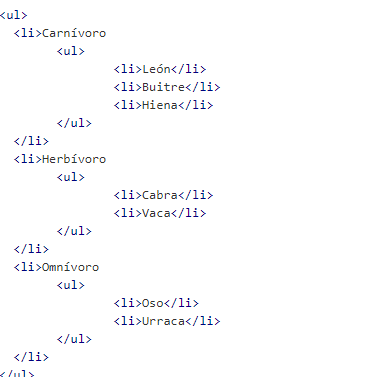 <ul>
<li>Carnívoro
<ul>
<li>León</li>
<li>Buitre</li>
<li>Hiena</li>
</ul>
</li>
<li>Herbívoro
<ul>
<li>Cabra</li>
<li>Vaca</li>
</ul>
</li>
<li>Omnívoro
<ul>
<li>Oso</li>
<li>Urraca</li>
</ul>
</li>
</ul>